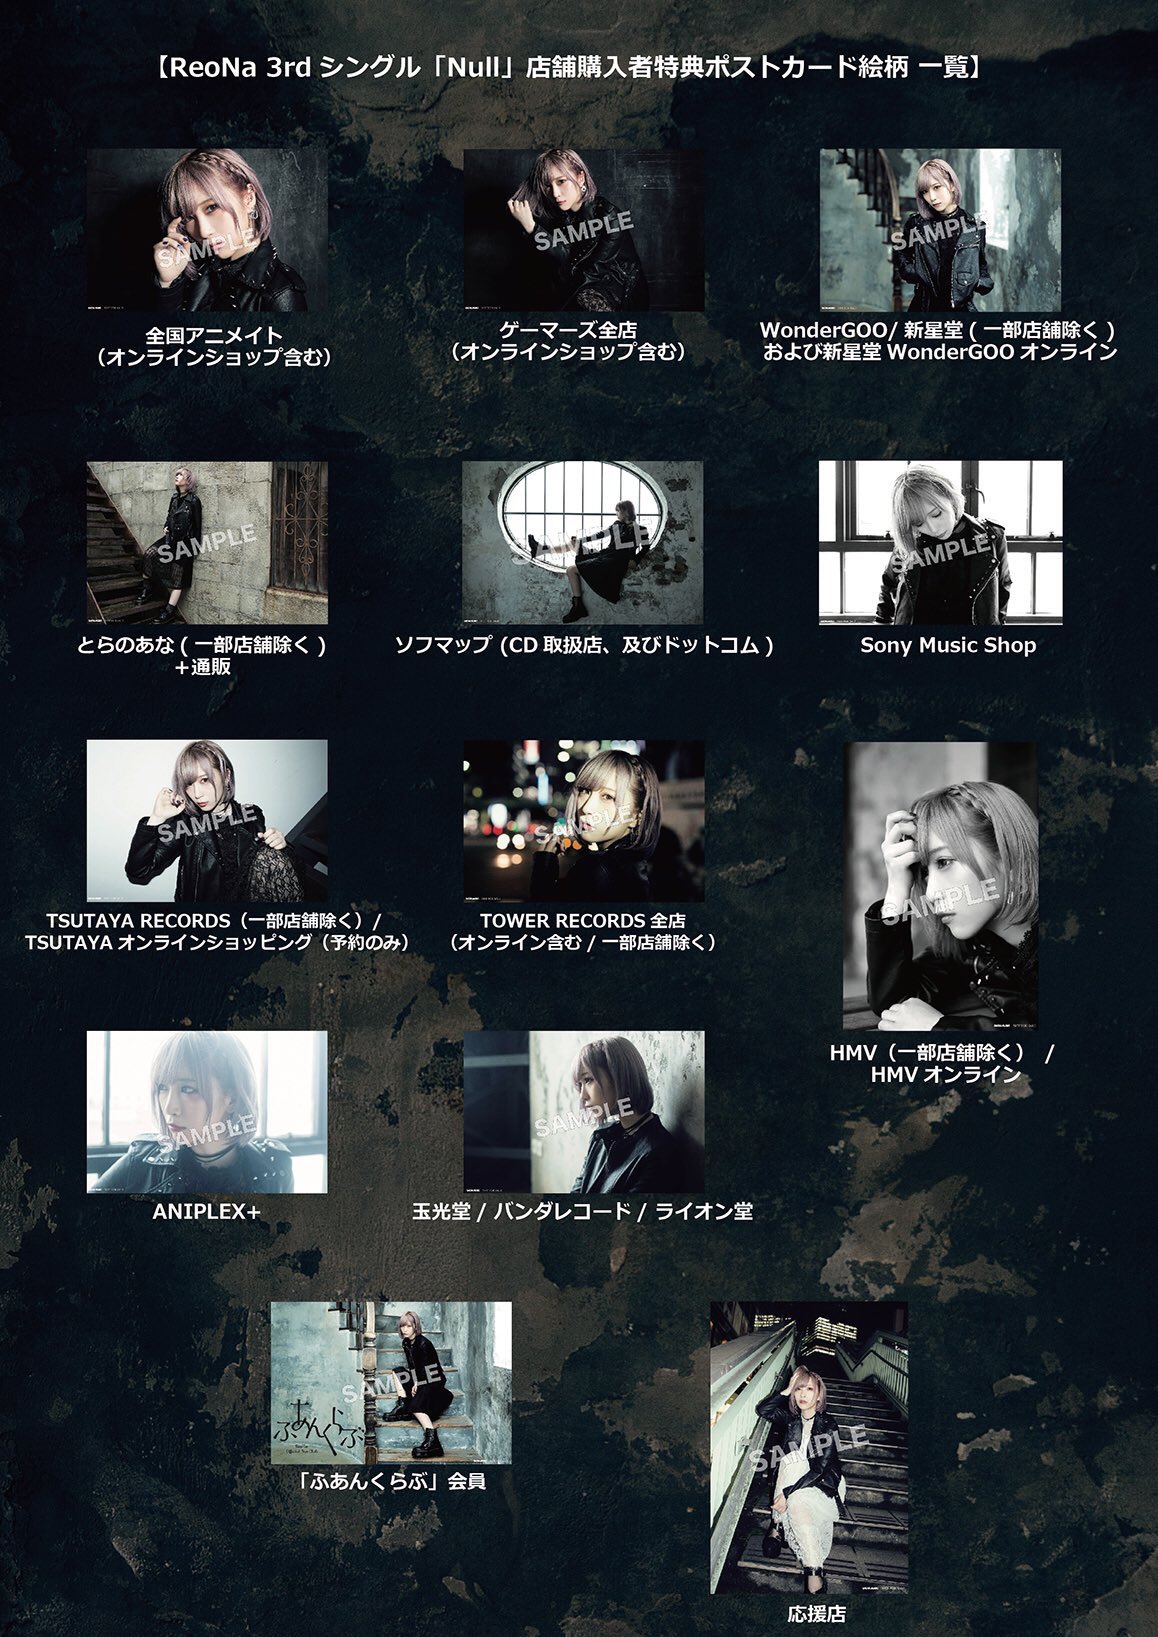 【ReoNa 3rd シングル「Null」店舗購入者特典ポストカード絵柄 一覧】
SAMPLE
SAMPLE
SAMPLE
全国アニメイト
（オンラインショップ含む）
ゲーマーズ全店
（オンラインショップ含む）
WonderGOO/ 新星堂 ( 一部店舗除く )
および新星堂 WonderGOO オンライン
SAMPLE
SAMPLE
SAMPLE
とらのあな ( 一部店舗除く )
＋通販
ソフマップ (CD 取扱店、及びドットコム )
Sony Music Shop
SAMPLE
SAMPLE
SAMPLE
TSUTAYA RECORDS（一部店舗除く）/
TSUTAYA オンラインショッピング（予約のみ）
TOWER RECORDS 全店
（オンライン含む / 一部店舗除く）
HMV（一部店舗除く） /
HMV オンライン
SAMPLE
SAMPLE
ANIPLEX+
玉光堂 / バンダレコード / ライオン堂
SAMPLE
ふあんくらぶ
「ふあんくらぶ」会員
SAMPLE
応援店